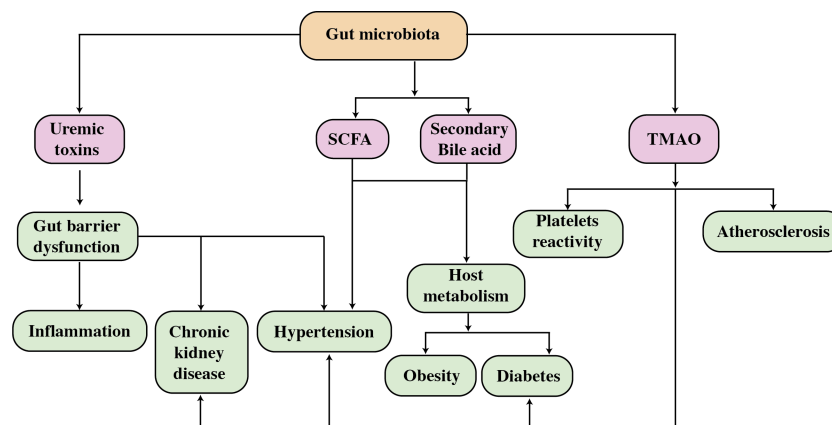 Gut microbiota
Uremic
toxins
SCFA
Secondary
Bile acid
TMAO
Gut barrier
dysfunction
Platelets
reactivity
Atherosclerosis
Host
metabolism
Inflammation
Chronic
kidney
disease
Hypertension
Obesity
Diabetes